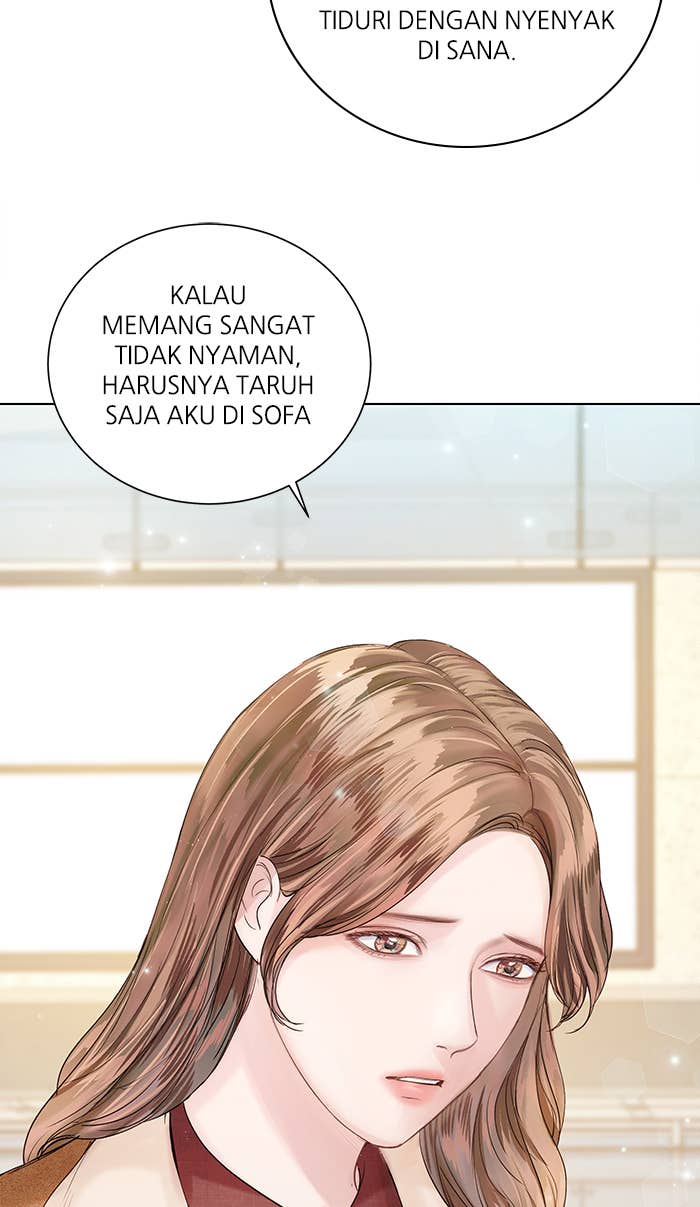 TIDURI DENGAN NYENYAK
DI SANA.
KALAU
MEMANG SANGAT
TIDAK NYAMAN,
HARUSNYA TARUH
SAJA AKU DI SOFA